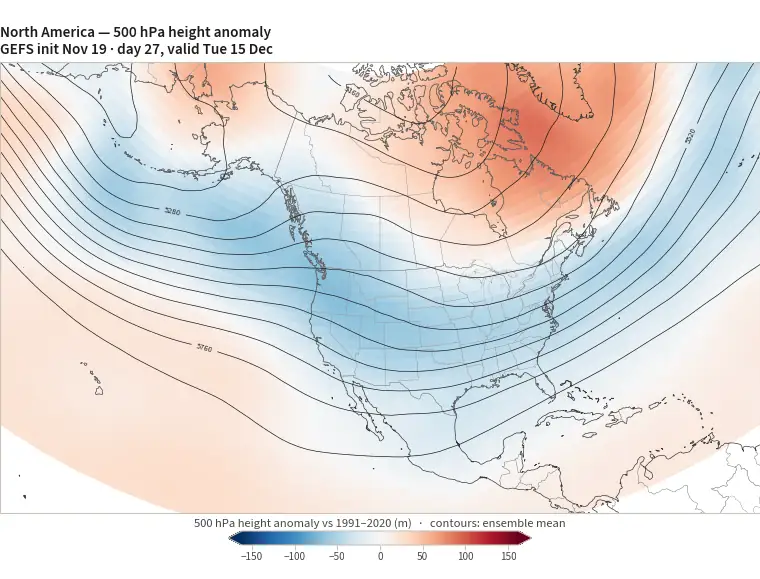 North America — 500 hPa height anomaly
GEFS init Nov 19 · day 27, valid Tue 15 Dec
5280
5520
5760
500 hPa height anomaly vs 1991–2020 (m) · contours: ensemble mean
−150 −100 −50 0 50 100 150